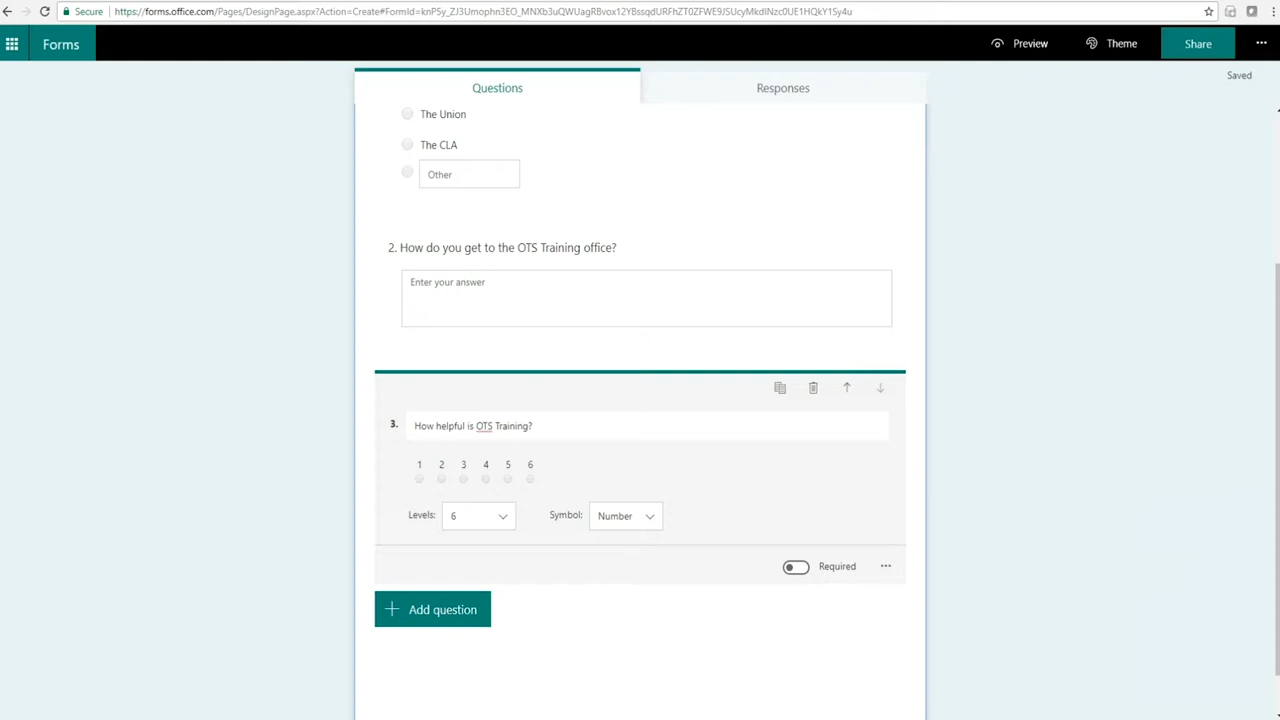 Secure https://forms.office.com/Pages/DesignPage.aspx?Action=Create#FormId=
Forms Preview Theme Share
Saved
Questions Responses
The Union
The CLA
Other
2. How do you get to the OTS Training office?
Enter your answer
3. How helpful is OTS Training?
1 2 3 4 5 6
Levels: 6 Symbol: Number
Required
Add question